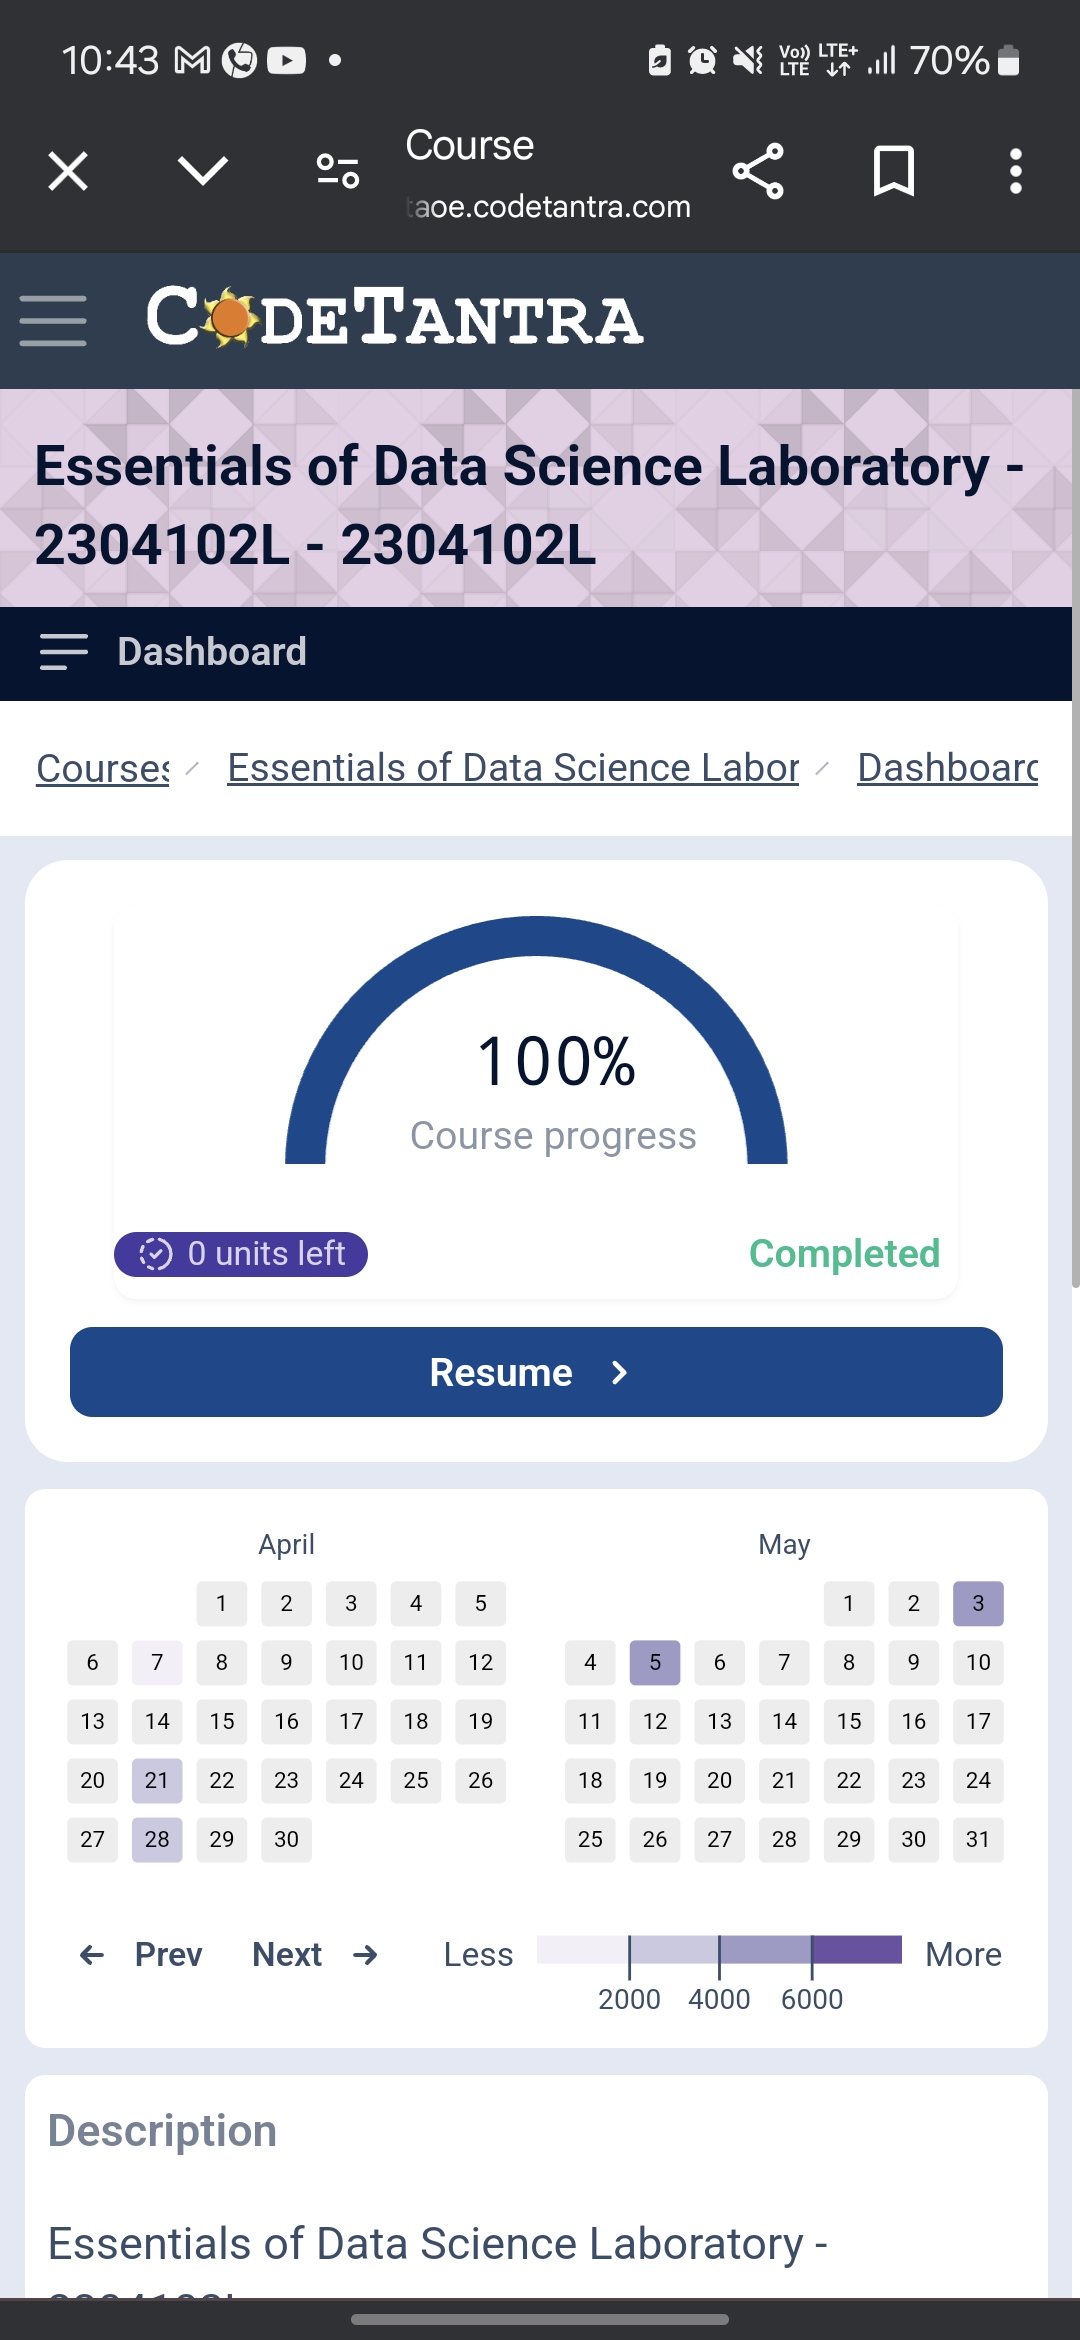 10:43
Vo)) LTE LTE+ 70%
Course
taoe.codetantra.com
CODETANTRA
Essentials of Data Science Laboratory -
2304102L - 2304102L
Dashboard
Courses / Essentials of Data Science Labor / Dashboard
100%
Course progress
0 units left
Completed
Resume
April
1 2 3 4 5
6 7 8 9 10 11 12
13 14 15 16 17 18 19
20 21 22 23 24 25 26
27 28 29 30
May
1 2 3
4 5 6 7 8 9 10
11 12 13 14 15 16 17
18 19 20 21 22 23 24
25 26 27 28 29 30 31
← Prev Next →
Less More
2000 4000 6000
Description
Essentials of Data Science Laboratory -